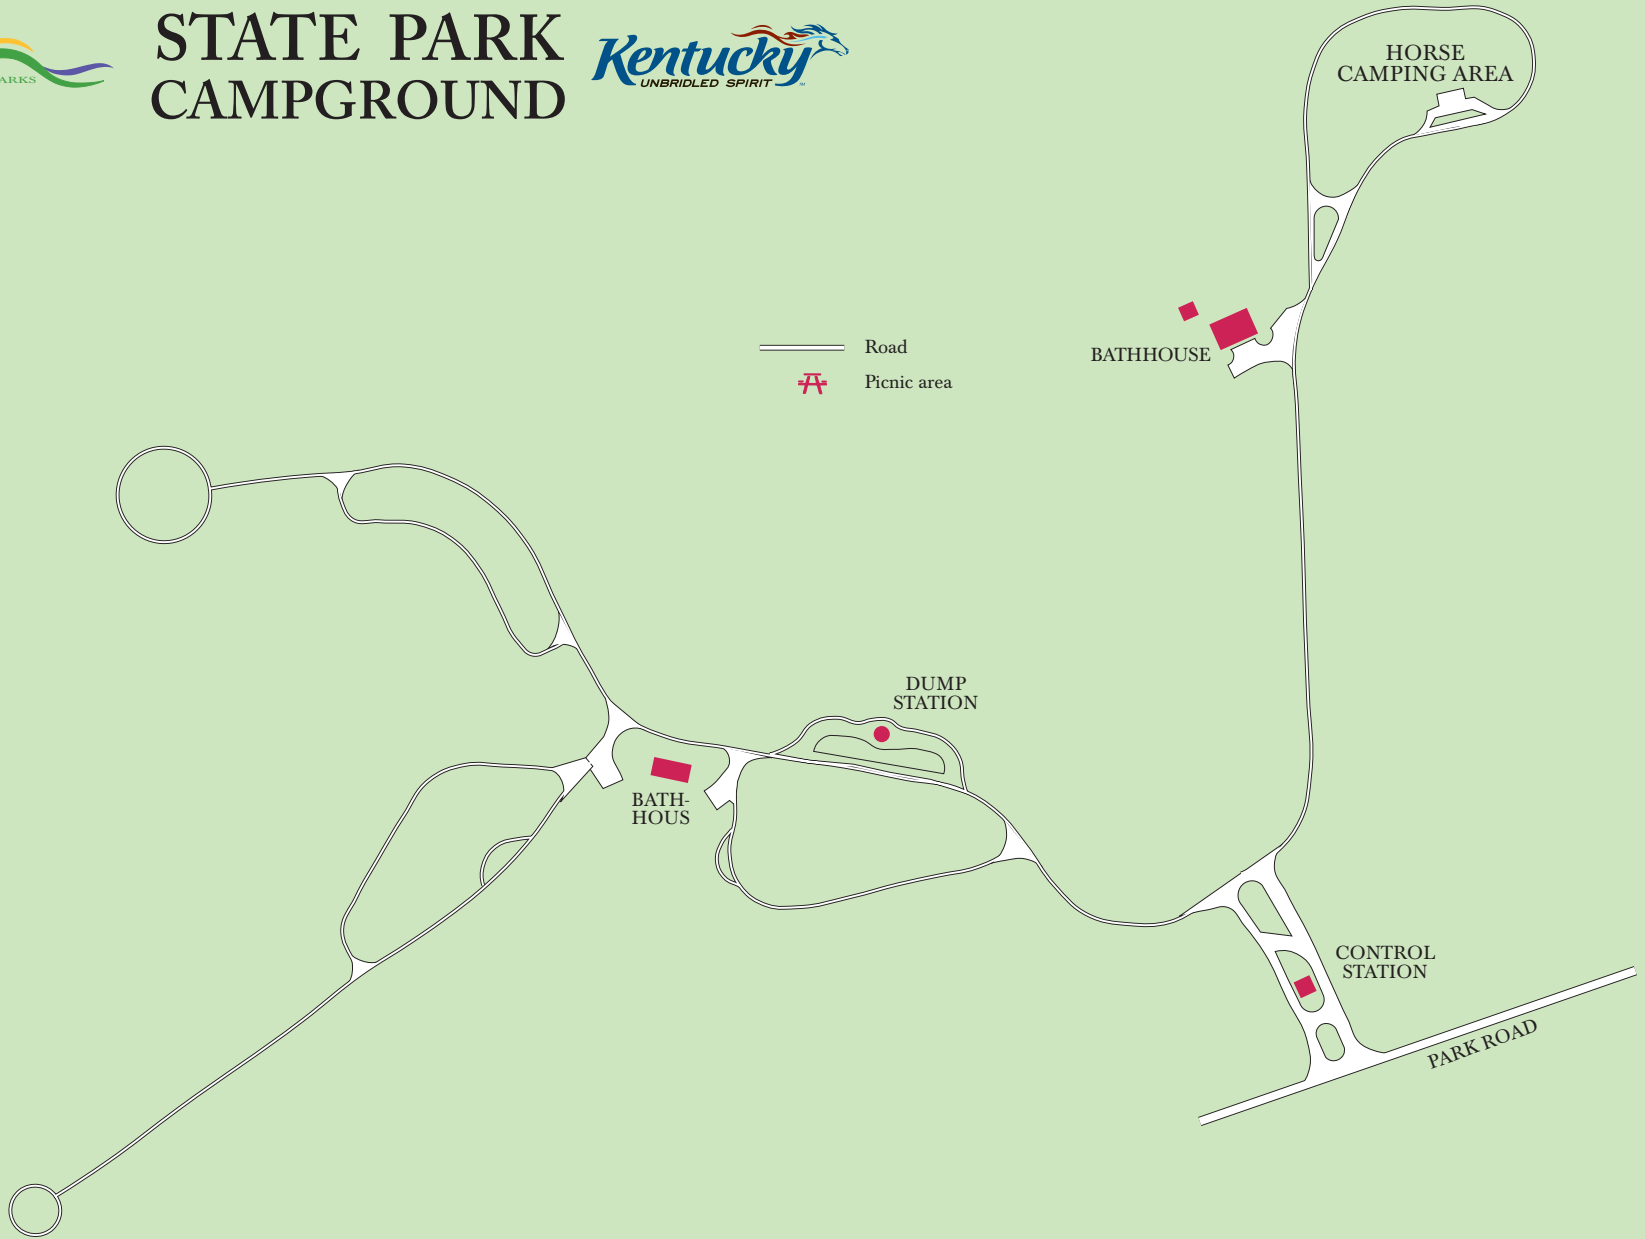 STATE PARK
CAMPGROUND
ARKS
Kentucky
UNBRIDLED SPIRIT
HORSE
CAMPING AREA
BATHHOUSE
Road
Picnic area
DUMP
STATION
BATH-
HOUS
CONTROL
STATION
PARK ROAD